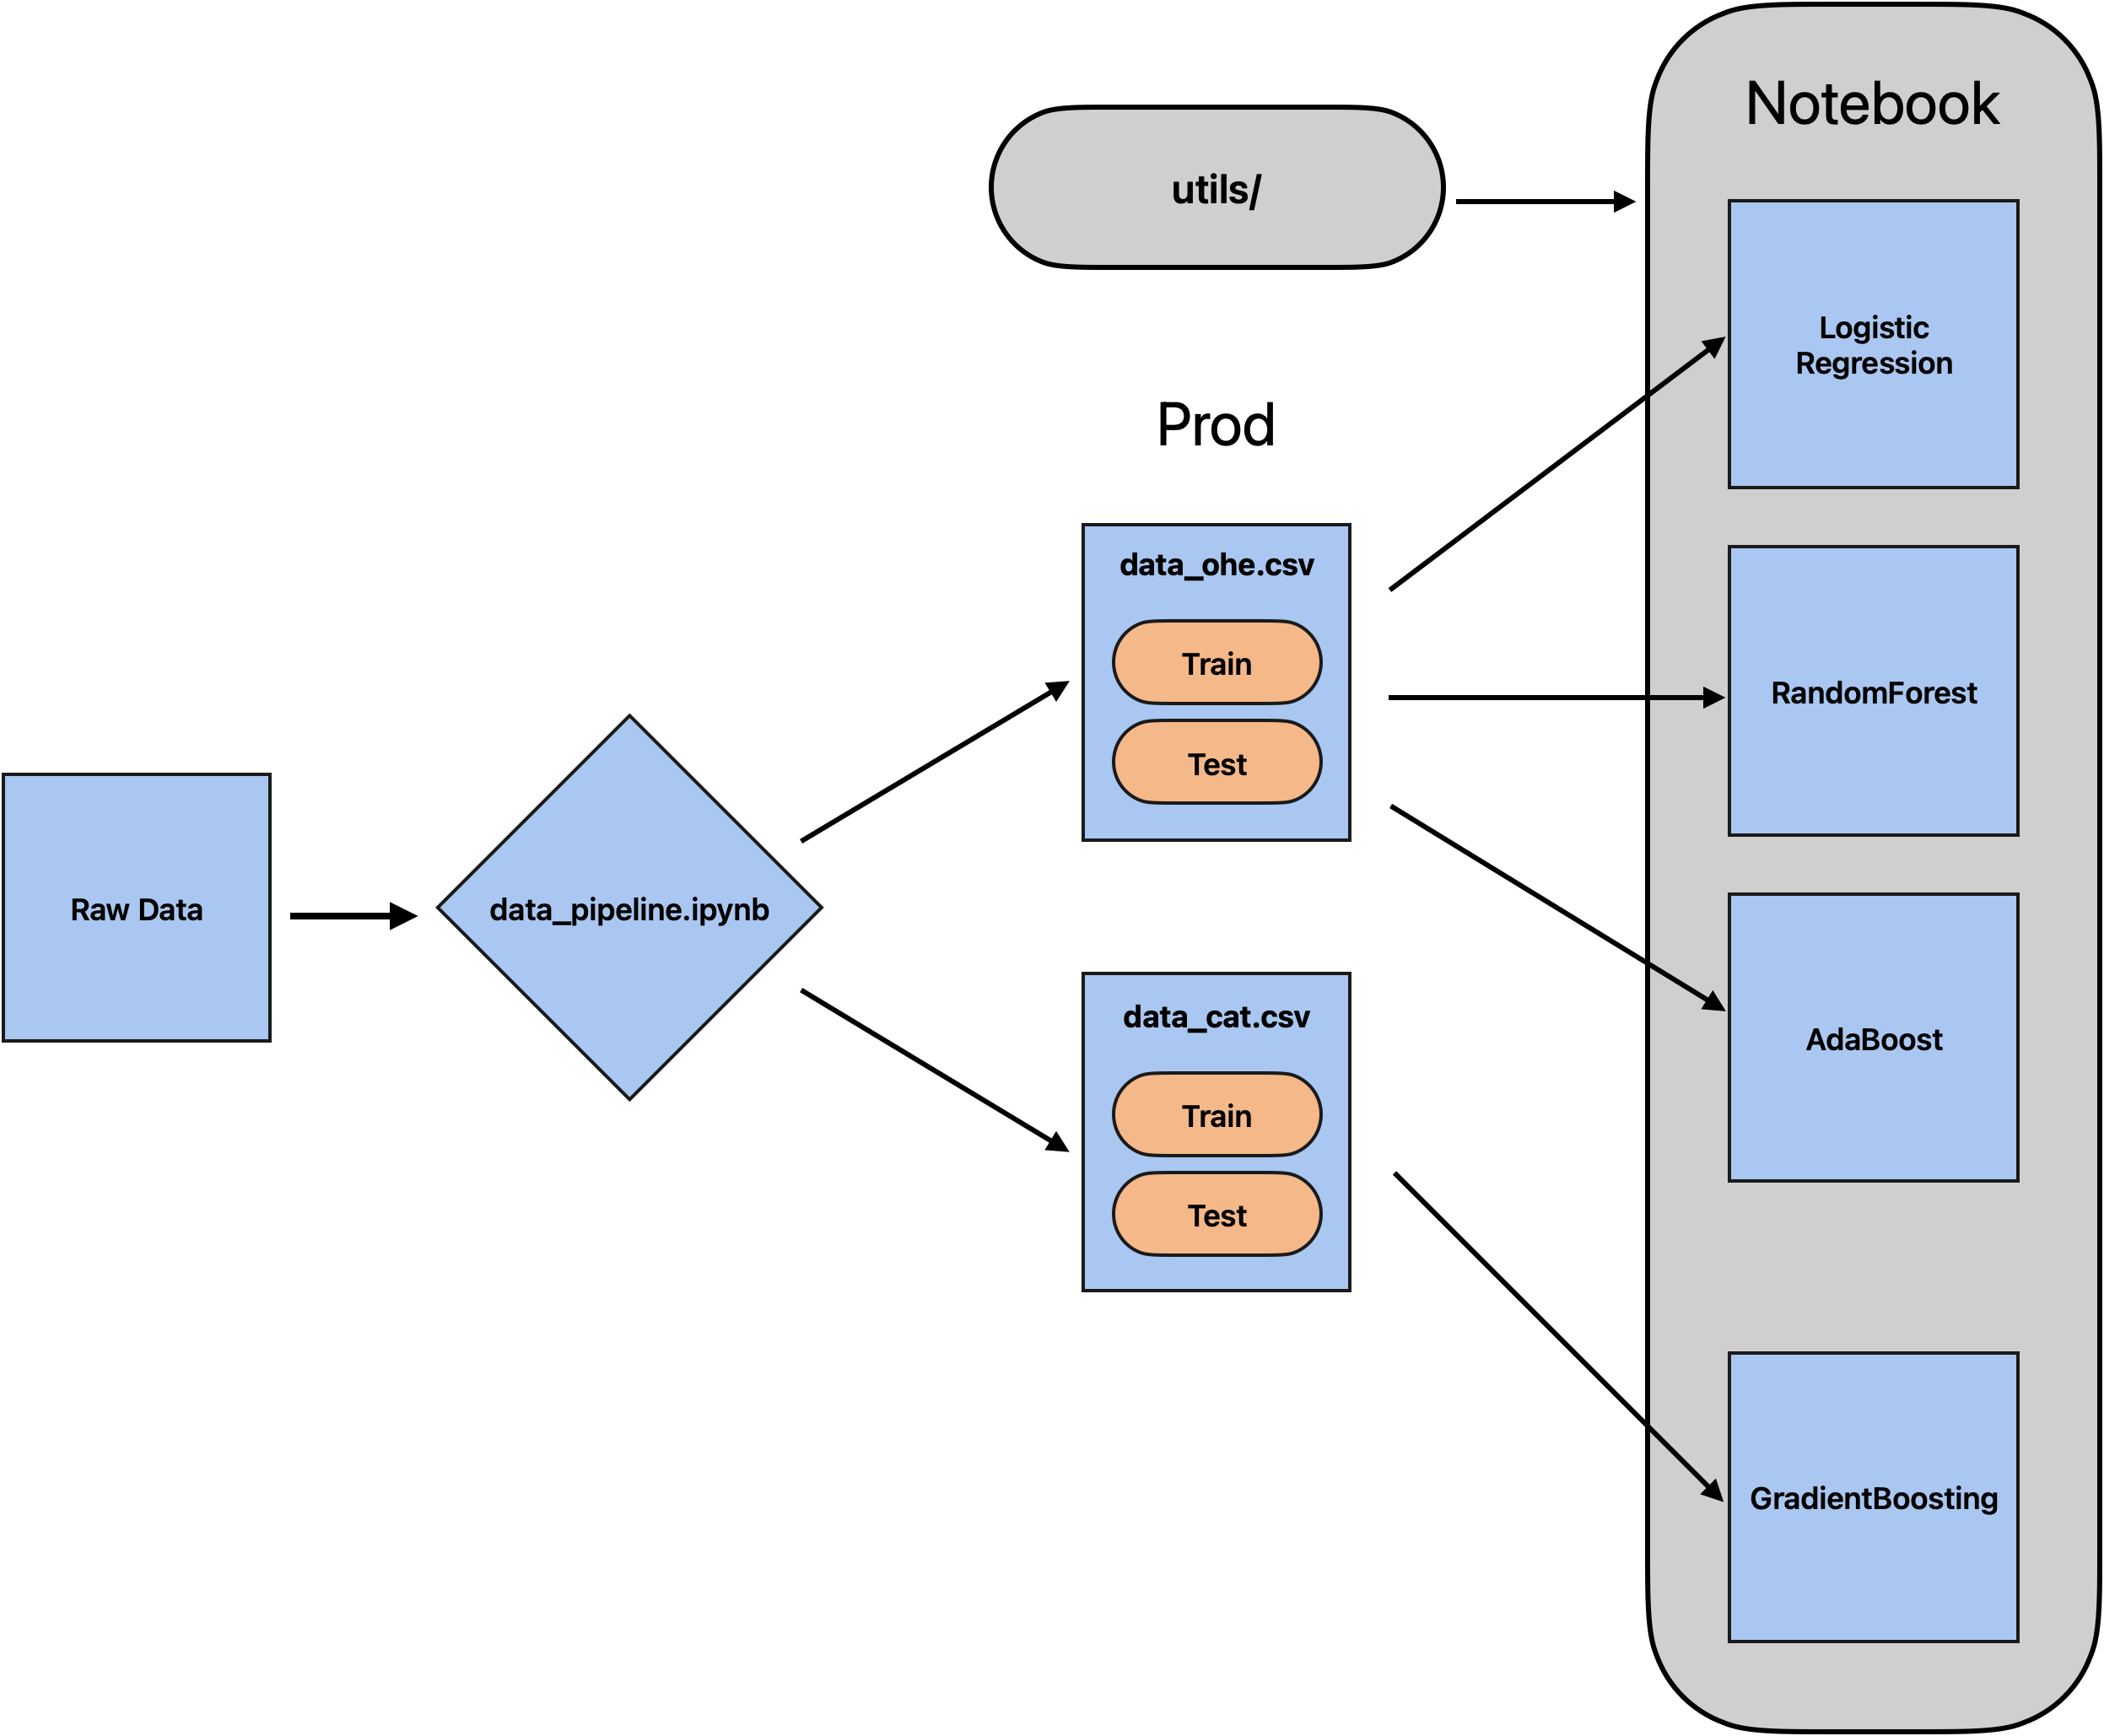 Notebook
utils/
Logistic
Regression
Prod
data_ohe.csv
Train
RandomForest
Test
Raw Data
data_pipeline.ipynb
data_cat.csv
AdaBoost
Train
Test
GradientBoosting